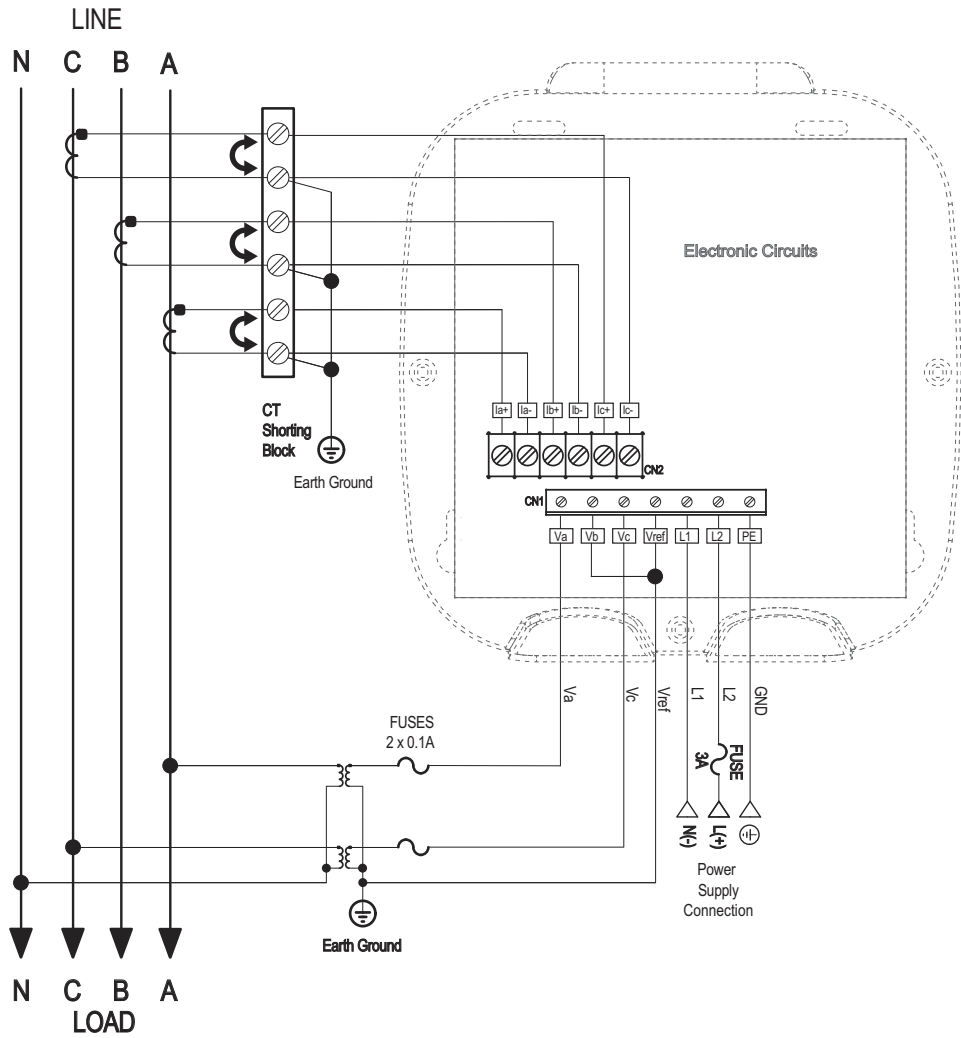 LINE
N C B A
Electronic Circuits
CT
Shorting
Block
Earth Ground
Ia+ Ia- Ib+ Ib- Ic+ Ic-
CN2
CN1
Va Vb Vc Vref L1 L2 PE
Va Vc Vref L1 L2 GND
FUSES
2 x 0.1A
FUSE
3A
N(-) L(+)
Power
Supply
Connection
Earth Ground
N C B A
LOAD